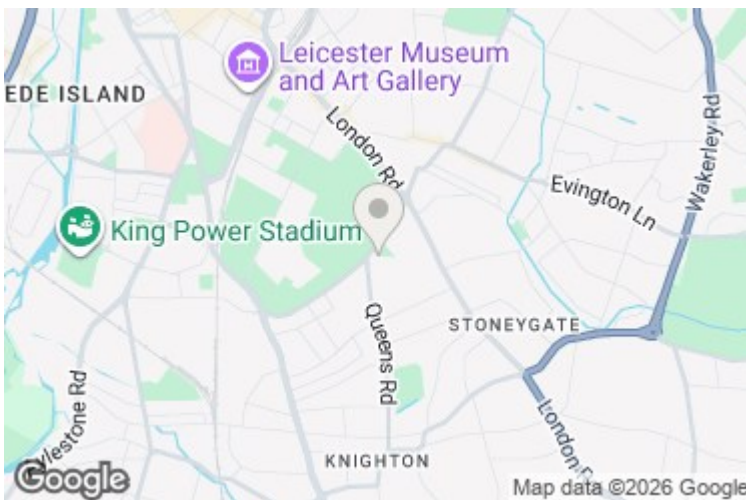 Leicester Museum
and Art Gallery
EDE ISLAND
London Rd
Wakerley Rd
Evington Ln
King Power Stadium
Queens Rd
STONEYGATE
London R
ylestone Rd
KNIGHTON
Google
Map data ©2026 Google